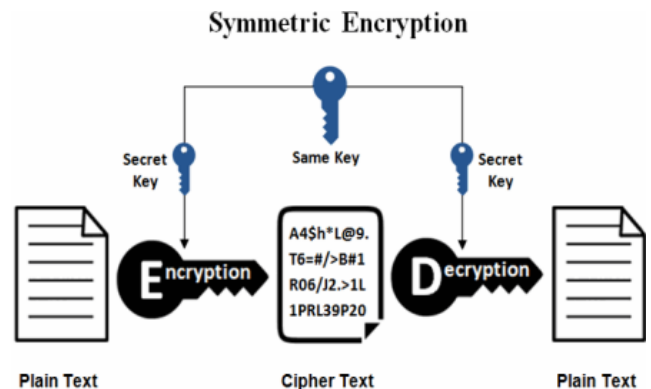 Symmetric Encryption
Secret
Key
Same Key
Secret
Key
Encryption
A4$h*L@9.
T6=#/>B#1
R06/J2.>1L
1PRL39P20
Decryption
Plain Text
Cipher Text
Plain Text